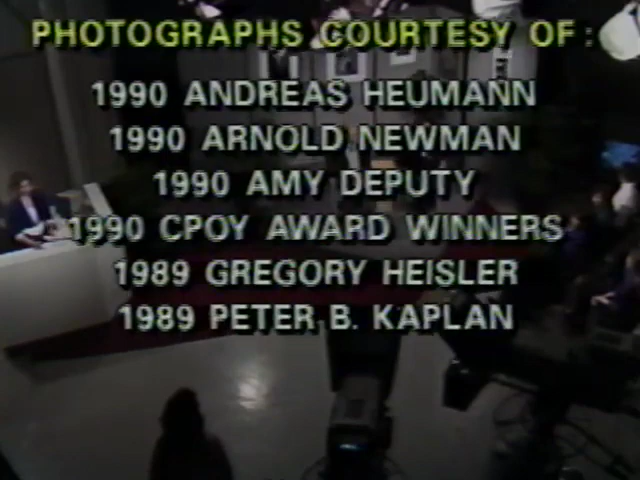 PHOTOGRAPHS COURTESY OF:
1990 ANDREAS HEUMANN
1990 ARNOLD NEWMAN
1990 AMY DEPUTY
1990 CPOY AWARD WINNERS
1989 GREGORY HEISLER
1989 PETER B. KAPLAN